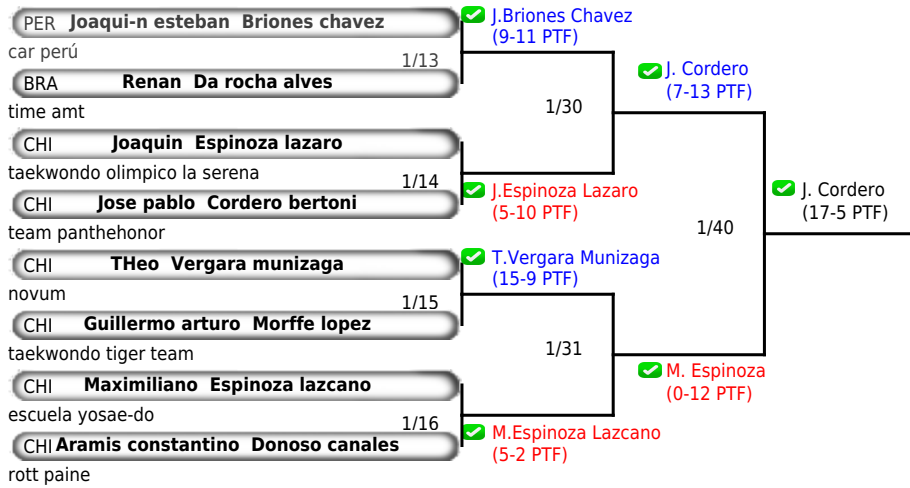 PER Joaqui-n esteban Briones chavez
car perú
1/13
BRA Renan Da rocha alves
time amt
CHI Joaquin Espinoza lazaro
taekwondo olimpico la serena
1/14
CHI Jose pablo Cordero bertoni
team panthehonor
CHI THeo Vergara munizaga
novum
1/15
CHI Guillermo arturo Morffe lopez
taekwondo tiger team
CHI Maximiliano Espinoza lazcano
escuela yosae-do
1/16
CHI Aramis constantino Donoso canales
rott paine
J.Briones Chavez
(9-11 PTF)
1/30
J.Espinoza Lazaro
(5-10 PTF)
T.Vergara Munizaga
(15-9 PTF)
1/31
M.Espinoza Lazcano
(5-2 PTF)
J. Cordero
(7-13 PTF)
1/40
M. Espinoza
(0-12 PTF)
J. Cordero
(17-5 PTF)